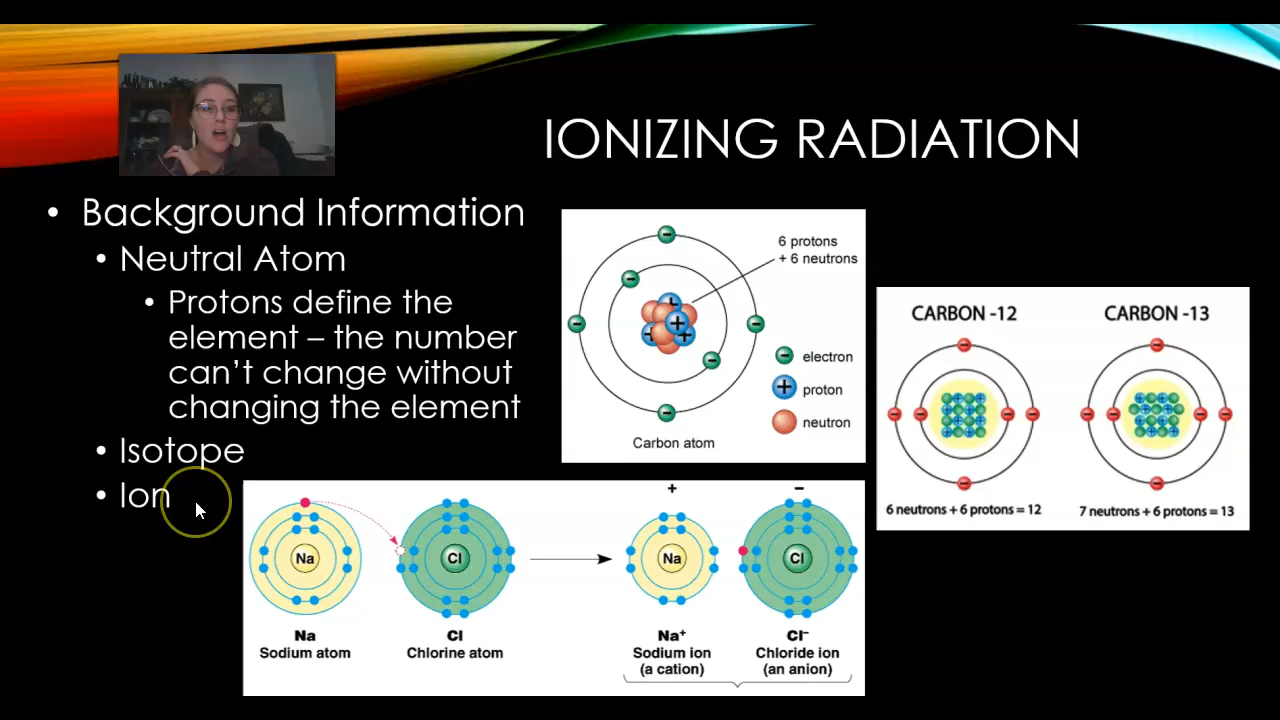 IONIZING RADIATION
• Background Information
• Neutral Atom
• Protons define the
element – the number
can't change without
changing the element
• Isotope
• Ion
6 protons
+ 6 neutrons
electron
proton
neutron
Carbon atom
CARBON -12
CARBON -13
6 neutrons + 6 protons = 12
7 neutrons + 6 protons = 13
+
–
Na
Cl
Na
Cl
Na
Sodium atom
Cl
Chlorine atom
Na⁺
Sodium ion
(a cation)
Cl⁻
Chloride ion
(an anion)